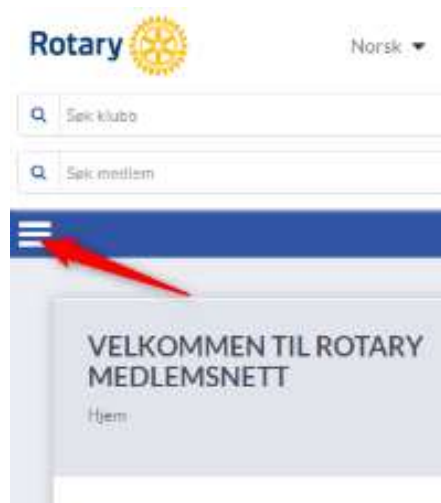 Rotary
Norsk
Søk klubb
Søk medlem
VELKOMMEN TIL ROTARY
MEDLEMSNETT
Hjem